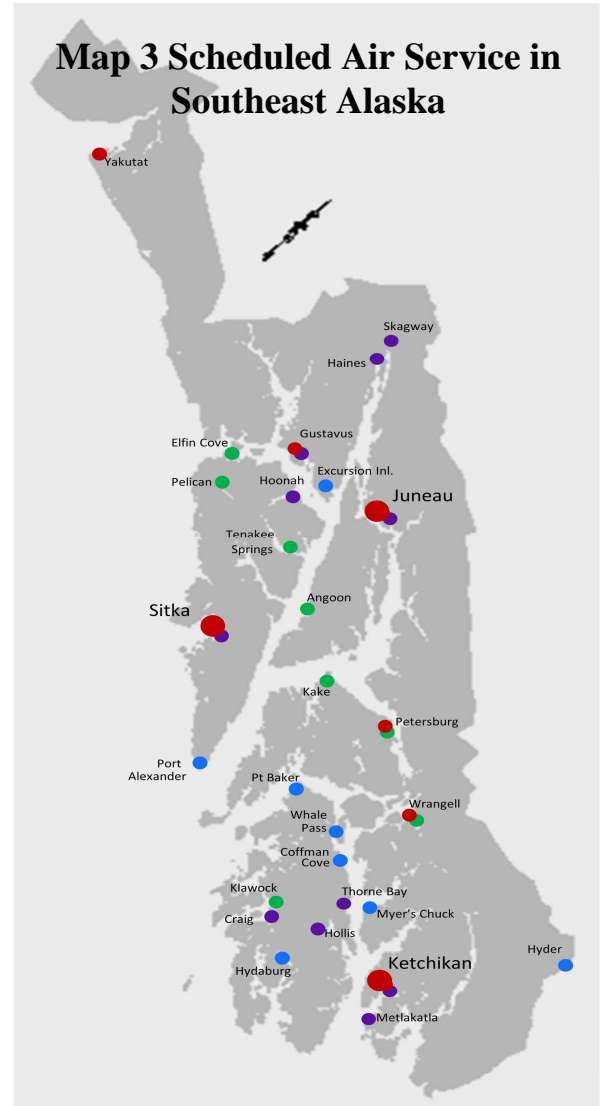 Map 3 Scheduled Air Service in
Southeast Alaska
Yakutat
Skagway
Haines
Gustavus
Elfin Cove
Excursion Inl.
Pelican
Hoonah
Juneau
Tenakee
Springs
Angoon
Sitka
Kake
Petersburg
Port
Alexander
Pt Baker
Wrangell
Whale
Pass
Coffman
Cove
Klawock
Thorne Bay
Craig
Myer's Chuck
Hollis
Hyder
Hydaburg
Ketchikan
Metlakatla